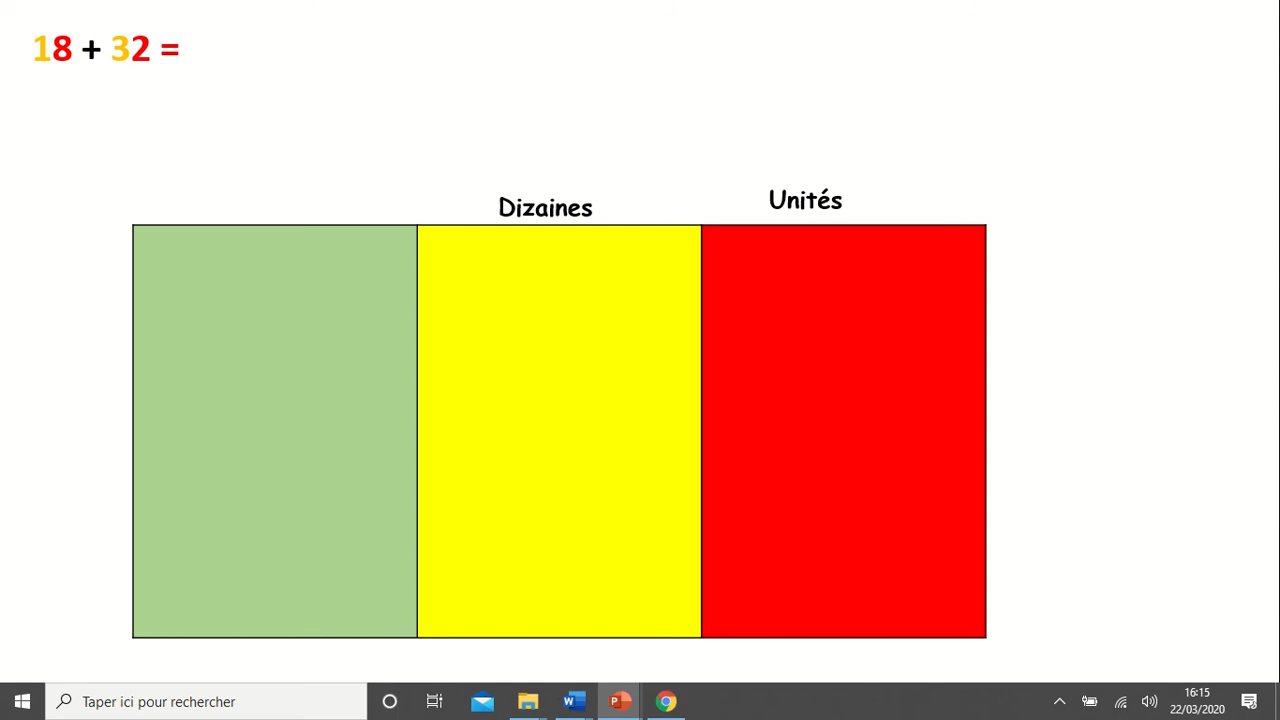 18 + 32 =
Unités
Dizaines
Taper ici pour rechercher
16:15
22/03/2020